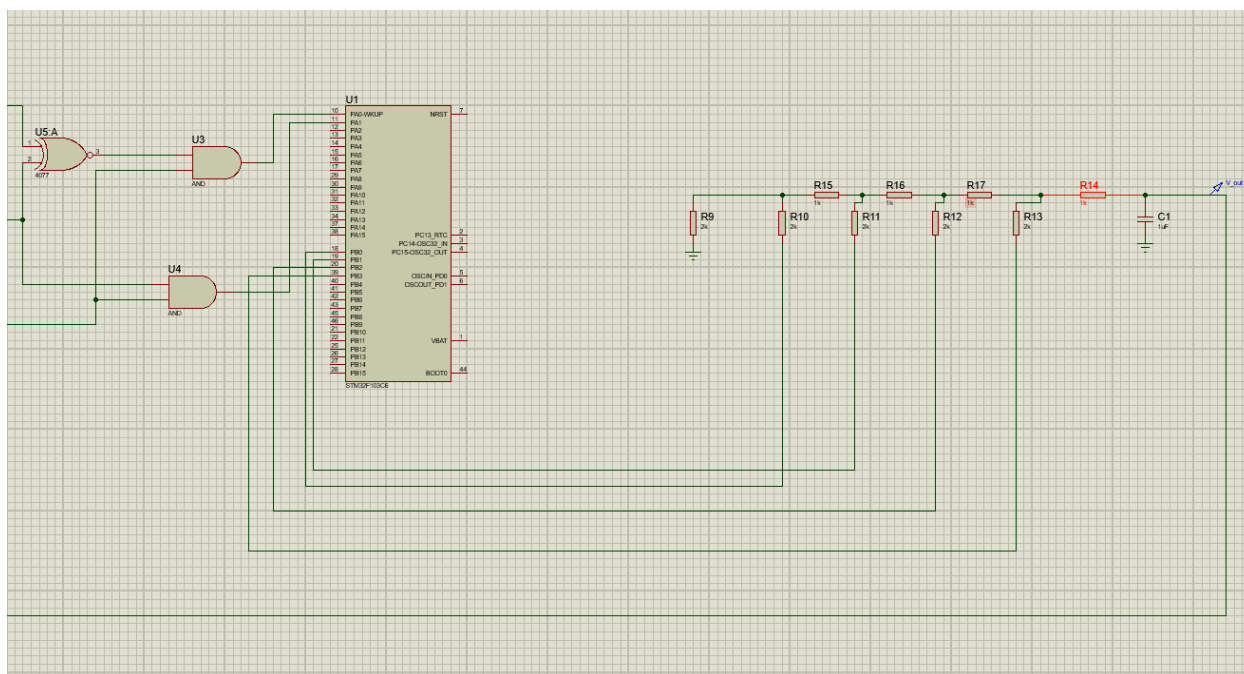 U5:A
1
2
3
4077
U3
AND
U4
AND
U1
10 PA0-WKUP
11 PA1
12 PA2
13 PA3
14 PA4
15 PA5
16 PA6
17 PA7
29 PA8
30 PA9
31 PA10
32 PA11
33 PA12
34 PA13
37 PA14
38 PA15
18 PB0
19 PB1
20 PB2
39 PB3
40 PB4
41 PB5
42 PB6
43 PB7
45 PB8
46 PB9
21 PB10
22 PB11
25 PB12
26 PB13
27 PB14
28 PB15
NRST 7
PC13_RTC 2
PC14-OSC32_IN 3
PC15-OSC32_OUT 4
OSCIN_PD0 5
OSCOUT_PD1 6
VBAT 1
BOOT0 44
STM32F103C6
R15
1k
R16
1k
R17
1k
R14
1k
V_out
R9
2k
R10
2k
R11
2k
R12
2k
R13
2k
C1
1uF